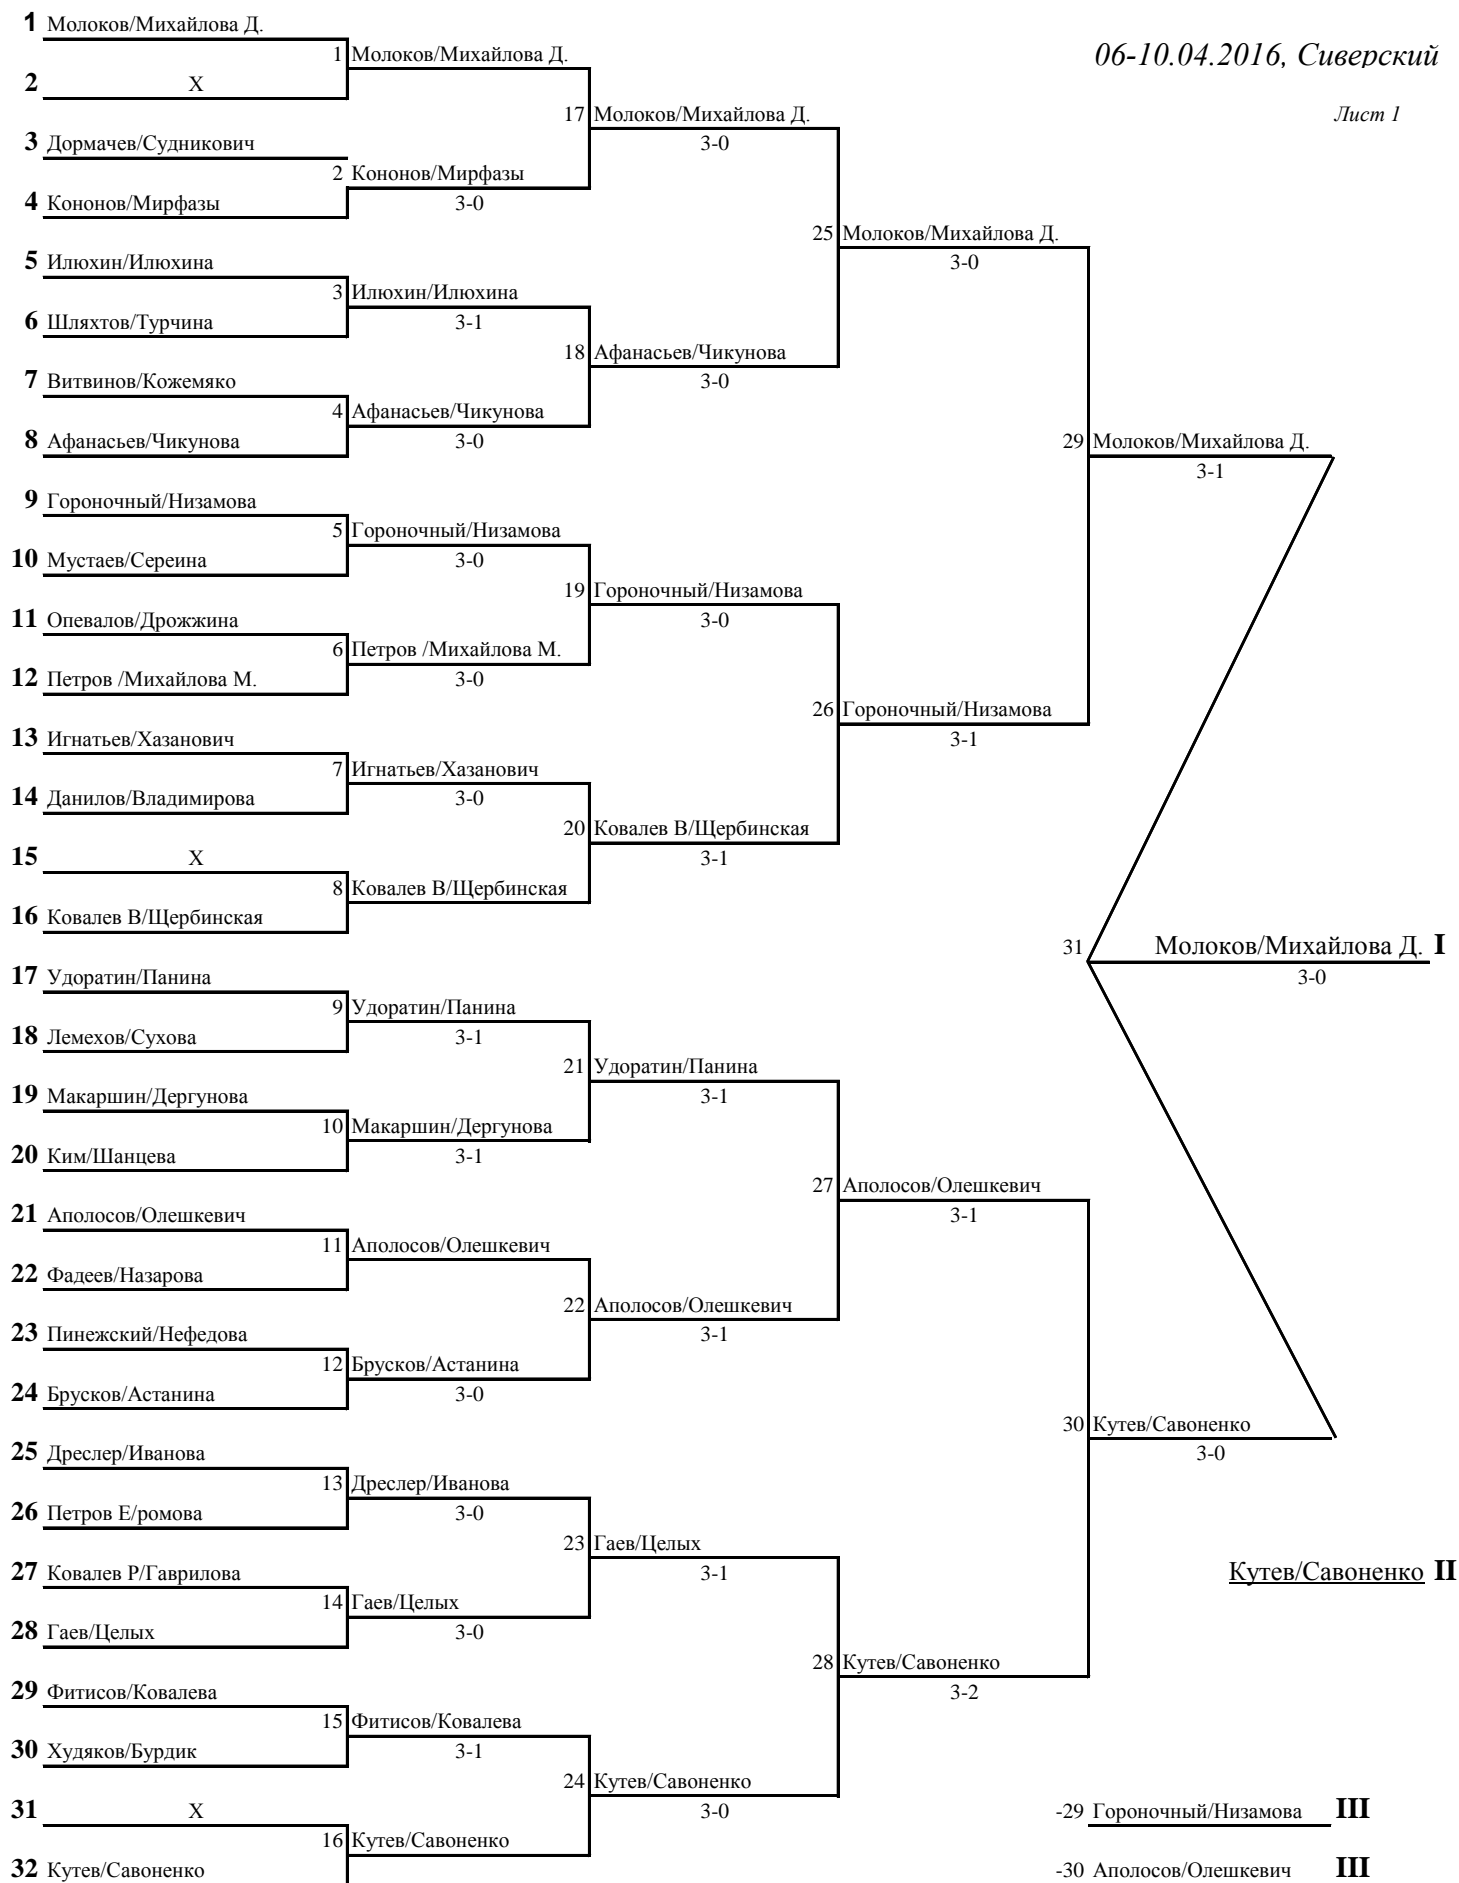 1 Молоков/Михайлова Д.
1 Молоков/Михайлова Д.
06-10.04.2016, Сиверский
2 X
17 Молоков/Михайлова Д.
Лист 1
3 Дормачев/Судникович
3-0
2 Кононов/Мирфазы
4 Кононов/Мирфазы
3-0
25 Молоков/Михайлова Д.
5 Илюхин/Илюхина
3-0
3 Илюхин/Илюхина
6 Шляхтов/Турчина
3-1
18 Афанасьев/Чикунова
7 Витвинов/Кожемяко
3-0
4 Афанасьев/Чикунова
8 Афанасьев/Чикунова
3-0
29 Молоков/Михайлова Д.
3-1
9 Гороночный/Низамова
5 Гороночный/Низамова
10 Мустаев/Сереина
3-0
19 Гороночный/Низамова
11 Опевалов/Дрожжина
3-0
6 Петров /Михайлова М.
12 Петров /Михайлова М.
3-0
26 Гороночный/Низамова
13 Игнатьев/Хазанович
3-1
7 Игнатьев/Хазанович
14 Данилов/Владимирова
3-0
20 Ковалев В/Щербинская
15 X
3-1
8 Ковалев В/Щербинская
16 Ковалев В/Щербинская
31 Молоков/Михайлова Д. I
17 Удоратин/Панина
3-0
9 Удоратин/Панина
18 Лемехов/Сухова
3-1
21 Удоратин/Панина
19 Макаршин/Дергунова
3-1
10 Макаршин/Дергунова
20 Ким/Шанцева
3-1
27 Аполосов/Олешкевич
21 Аполосов/Олешкевич
3-1
11 Аполосов/Олешкевич
22 Фадеев/Назарова
22 Аполосов/Олешкевич
23 Пинежский/Нефедова
3-1
12 Брусков/Астанина
24 Брусков/Астанина
3-0
30 Кутев/Савоненко
25 Дреслер/Иванова
3-0
13 Дреслер/Иванова
26 Петров Е/ромова
3-0
23 Гаев/Целых
27 Ковалев Р/Гаврилова
3-1
Кутев/Савоненко II
14 Гаев/Целых
28 Гаев/Целых
3-0
28 Кутев/Савоненко
29 Фитисов/Ковалева
3-2
15 Фитисов/Ковалева
30 Худяков/Бурдик
3-1
24 Кутев/Савоненко
31 X
3-0
-29 Гороночный/Низамова III
16 Кутев/Савоненко
32 Кутев/Савоненко
-30 Аполосов/Олешкевич III